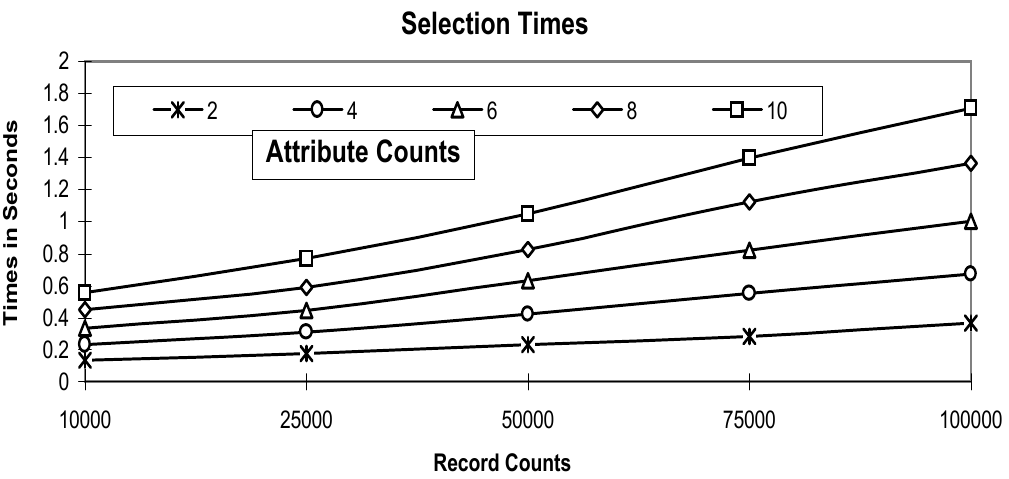 Selection Times
2
1.8
1.6
1.4
1.2
1
0.8
0.6
0.4
0.2
0
Times in Seconds
2 4 6 8 10
Attribute Counts
10000 25000 50000 75000 100000
Record Counts